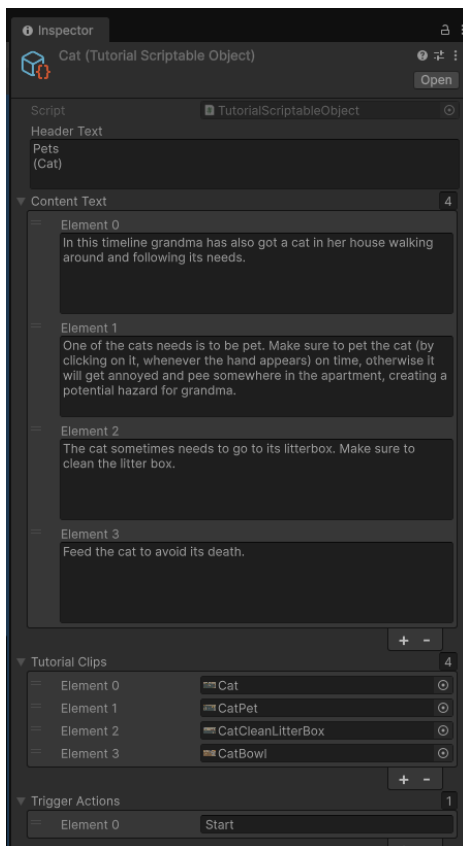 Inspector
Cat (Tutorial Scriptable Object)
Open
Script
TutorialScriptableObject
Header Text
Pets
(Cat)
Content Text
4
Element 0
In this timeline grandma has also got a cat in her house walking
around and following its needs.
Element 1
One of the cats needs is to be pet. Make sure to pet the cat (by
clicking on it, whenever the hand appears) on time, otherwise it
will get annoyed and pee somewhere in the apartment, creating a
potential hazard for grandma.
Element 2
The cat sometimes needs to go to its litterbox. Make sure to
clean the litter box.
Element 3
Feed the cat to avoid its death.
+ -
Tutorial Clips
4
Element 0
Cat
Element 1
CatPet
Element 2
CatCleanLitterBox
Element 3
CatBowl
+ -
Trigger Actions
1
Element 0
Start